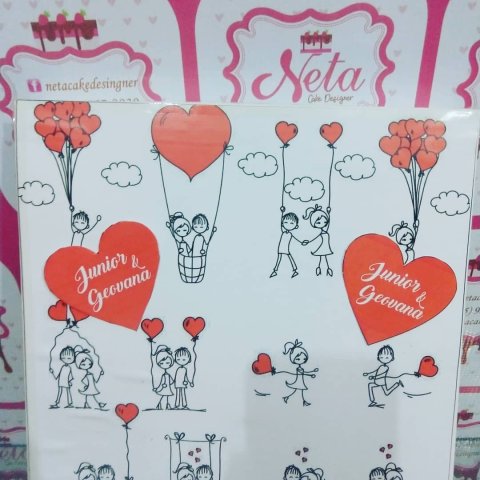 Neta
Cake Designer
netacakedesingner
Junior &
Geovana
Junior &
Geovana